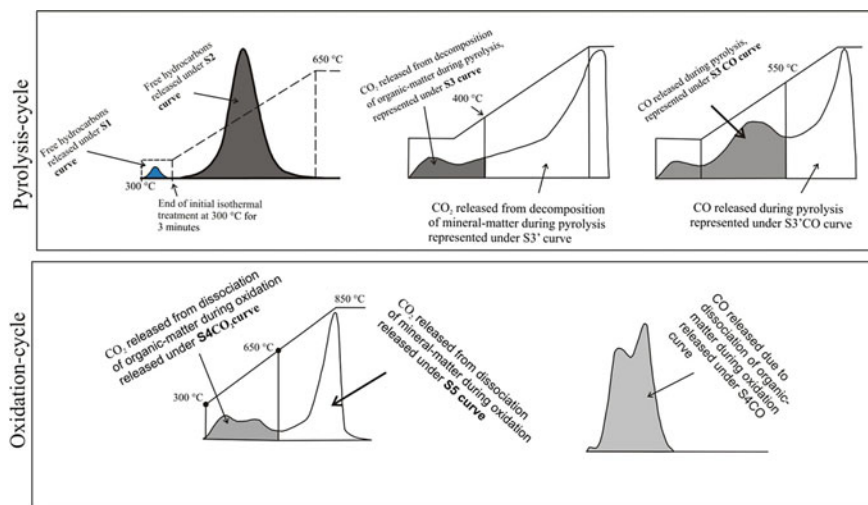 Pyrolysis-cycle
Free hydrocarbons
released under S1
curve
Free hydrocarbons
released under S2
curve
650 °C
300 °C
End of initial isothermal
treatment at 300 °C for
3 minutes
CO₂ released from decomposition
of organic-matter during pyrolysis,
represented under S3 curve
400 °C
CO₂ released from decomposition
of mineral-matter during pyrolysis
represented under S3' curve
CO released during pyrolysis,
represented under S3 CO curve
550 °C
CO released during pyrolysis
represented under S3'CO curve
Oxidation-cycle
CO₂ released from dissociation
of organic-matter during oxidation
released under S4CO₂curve
300 °C
650 °C
850 °C
CO₂ released from dissociation
of mineral-matter during oxidation
released under S5 curve
CO released due to
dissociation of organic-
matter during oxidation
released under S4CO
curve